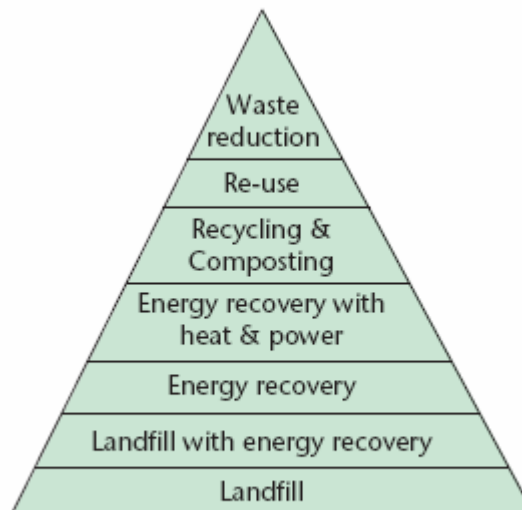 Waste
reduction
Re-use
Recycling &
Composting
Energy recovery with
heat & power
Energy recovery
Landfill with energy recovery
Landfill